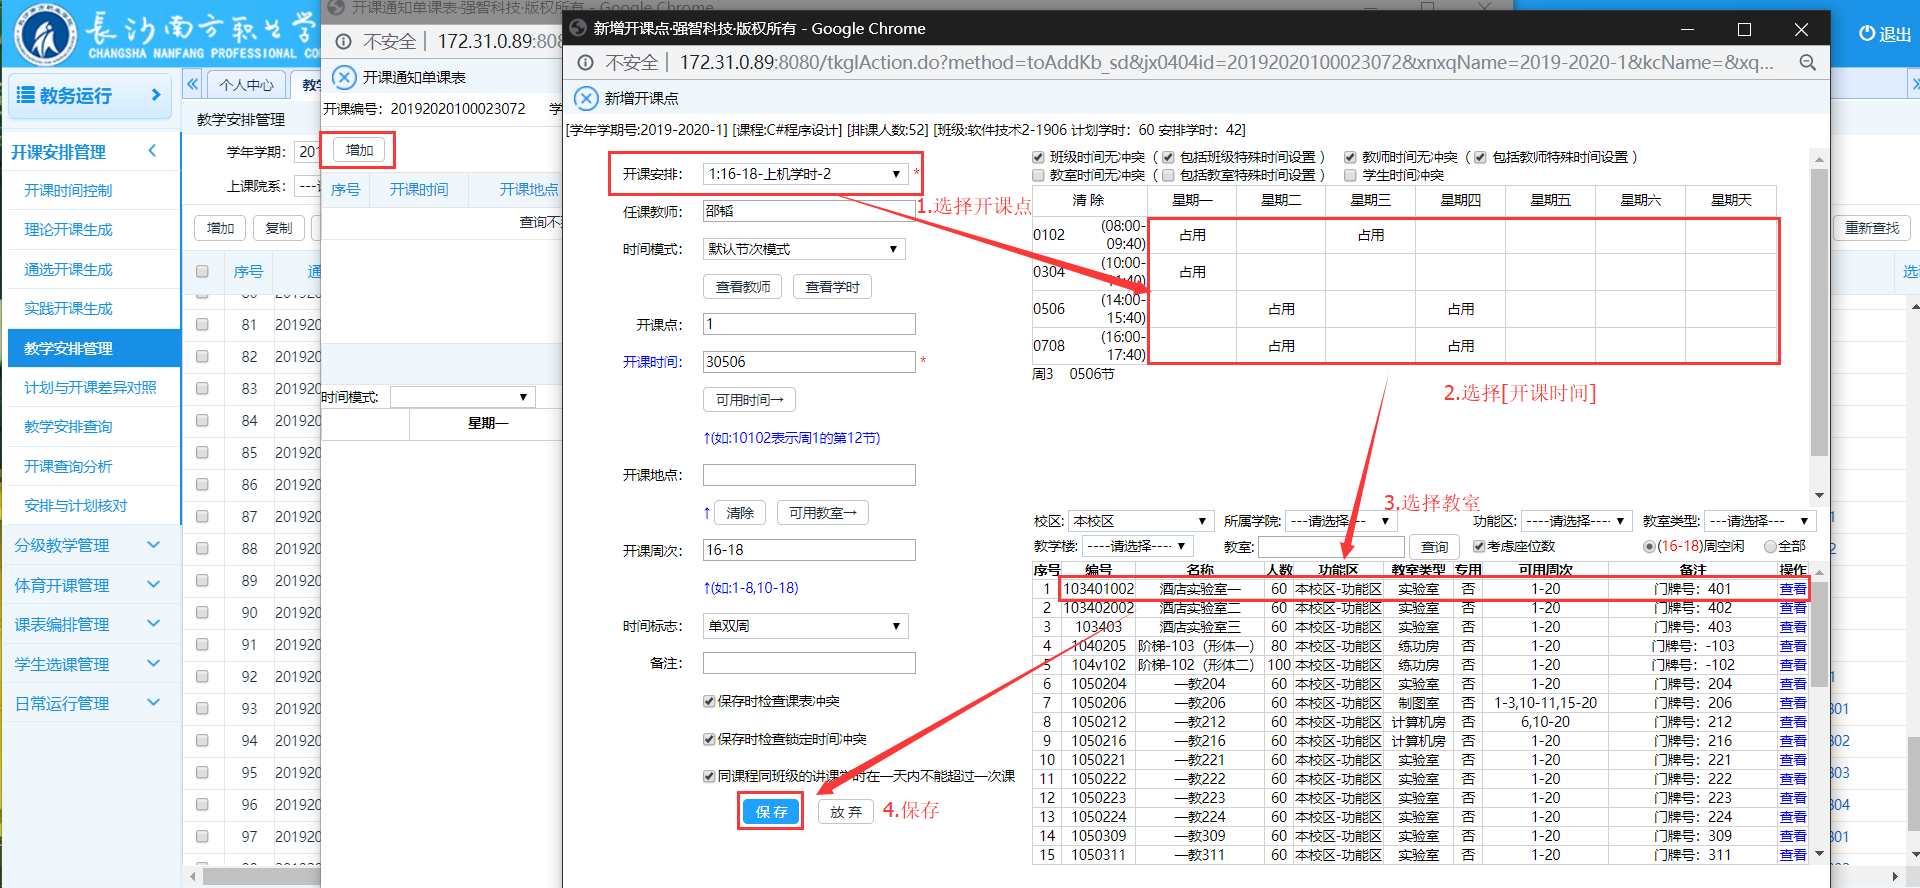 長沙南方职业学
CHANGSHA NANFANG PROFESSIONAL CO
教务运行
开课安排管理
开课时间控制
理论开课生成
通选开课生成
实践开课生成
教学安排管理
计划与开课差异对照
教学安排查询
开课查询分析
安排与计划核对
分级教学管理
体育开课管理
课表编排管理
学生选课管理
日常运行管理
个人中心
教学安排管理
学年学期: 201
上课院系: ---
增加 复制
序号 通
81 201920
82 201920
83 201920
84 201920
85 201920
86 201920
87 201920
88 201920
89 201920
90 201920
91 201920
92 201920
93 201920
94 201920
95 201920
96 201920
97 201920
开课通知单课表·强智科技·版权所有 - Google Chrome
不安全 172.31.0.89:808
开课通知单课表
开课编号：20192020100023072 学
增加
序号 开课时间 开课地点
时间模式:
星期一
新增开课点·强智科技·版权所有 - Google Chrome
不安全 172.31.0.89:8080/tkglAction.do?method=toAddKb_sd&jx0404id=20192020100023072&xnxqName=2019-2020-1&kcName=&xq...
新增开课点
[学年学期号:2019-2020-1] [课程:C#程序设计] [排课人数:52] [班级:软件技术2-1906 计划学时：60 安排学时：42]
开课安排： 1:16-18-上机学时-2 *
任课教师： 邵韬
时间模式： 默认节次模式
查看教师 查看学时
开课点： 1
开课时间： 30506 *
可用时间→
↑(如:10102表示周1的第12节)
开课地点：
↑ 清除 可用教室→
开课周次： 16-18
↑(如:1-8,10-18)
时间标志： 单双周
备注：
保存时检查课表冲突
保存时检查锁定时间冲突
同课程同班级的讲课学时在一天内不能超过一次课
保 存 放 弃 4.保存
1.选择开课点
班级时间无冲突（ 包括班级特殊时间设置 ） 教师时间无冲突（ 包括教师特殊时间设置 ）
教室时间无冲突（ 包括教室特殊时间设置 ） 学生时间冲突
清 除 星期一 星期二 星期三 星期四 星期五 星期六 星期天
0102 (08:00-09:40) 占用 占用
0304 (10:00-11:40) 占用
0506 (14:00-15:40) 占用 占用
0708 (16:00-17:40) 占用 占用
周3 0506节
2.选择[开课时间]
3.选择教室
校区: 本校区 所属学院: ---请选择--- 功能区: ----请选择---- 教室类型: ---请选择---
教学楼: ----请选择---- 教室: 查询 考虑座位数 (16-18)周空闲 全部
序号 编号 名称 人数 功能区 教室类型 专用 可用周次 备注 操作
1 103401002 酒店实验室一 60 本校区-功能区 实验室 否 1-20 门牌号：401 查看
2 103402002 酒店实验室二 60 本校区-功能区 实验室 否 1-20 门牌号：402 查看
3 103403 酒店实验室三 60 本校区-功能区 实验室 否 1-20 门牌号：403 查看
4 1040205 阶梯-103（形体一） 80 本校区-功能区 练功房 否 1-20 门牌号：-103 查看
5 104v102 阶梯-102（形体二） 100 本校区-功能区 练功房 否 1-20 门牌号：-102 查看
6 1050204 一教204 60 本校区-功能区 实验室 否 1-20 门牌号：204 查看
7 1050206 一教206 60 本校区-功能区 制图室 否 1-3,10-11,15-20 门牌号：206 查看
8 1050212 一教212 60 本校区-功能区 计算机房 否 6,10-20 门牌号：212 查看
9 1050216 一教216 60 本校区-功能区 计算机房 否 1-20 门牌号：216 查看
10 1050221 一教221 60 本校区-功能区 实验室 否 1-20 门牌号：221 查看
11 1050222 一教222 60 本校区-功能区 实验室 否 1-20 门牌号：222 查看
12 1050223 一教223 60 本校区-功能区 实验室 否 1-20 门牌号：223 查看
13 1050224 一教224 60 本校区-功能区 实验室 否 1-20 门牌号：224 查看
14 1050309 一教309 60 本校区-功能区 实验室 否 1-20 门牌号：309 查看
15 1050311 一教311 60 本校区-功能区 实验室 否 1-20 门牌号：311 查看
退出
重新查找